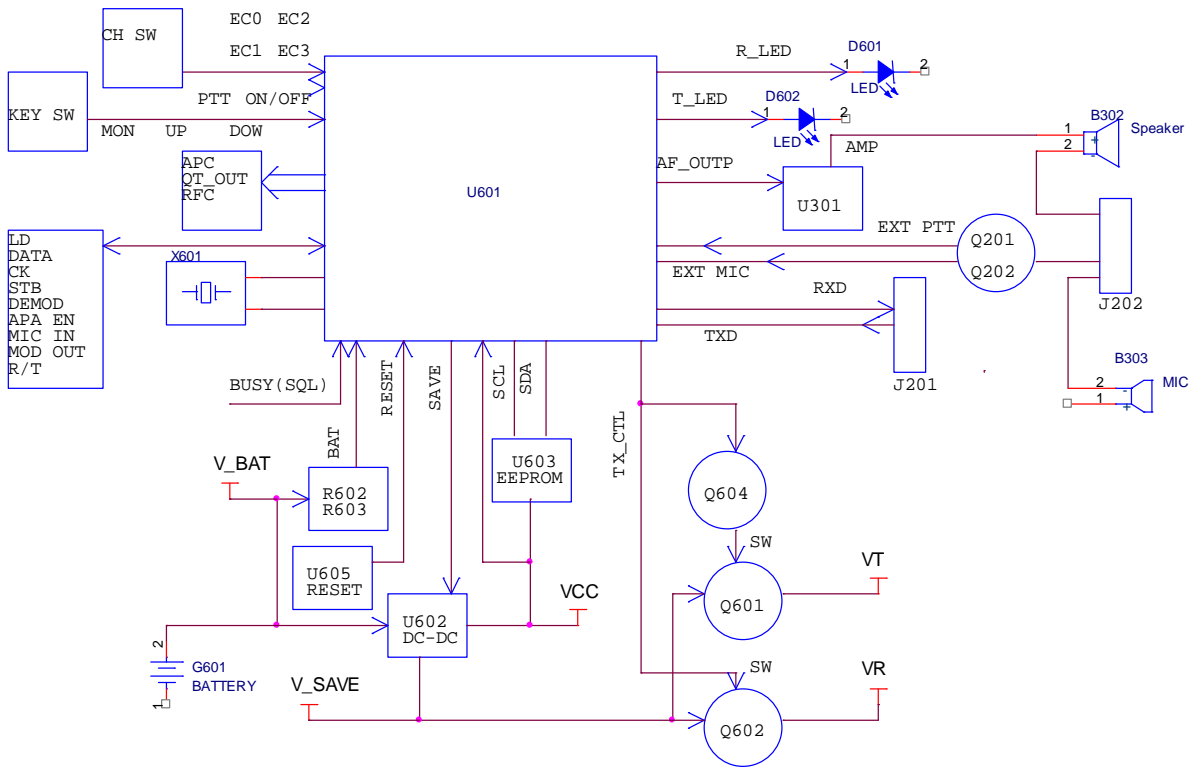 EC0 EC2
CH SW
EC1 EC3
R_LED
D601
1
2
LED
KEY SW
PTT ON/OFF
T_LED
D602
1
2
LED
MON UP DOW
B302
1
Speaker
2
+
-
AMP
APC
QT_OUT
RFC
U601
AF_OUTP
U301
LD
DATA
CK
STB
DEMOD
APA EN
MIC IN
MOD OUT
R/T
X601
EXT PTT
Q201
EXT MIC
Q202
RXD
J202
TXD
J201
B303
2
MIC
1
-
+
BUSY(SQL)
RESET
SAVE
SCL
SDA
BAT
TX_CTL
V_BAT
R602
R603
U603
EEPROM
Q604
SW
U605
RESET
VCC
VT
Q601
U602
DC-DC
2
G601
BATTERY
1
V_SAVE
SW
VR
Q602